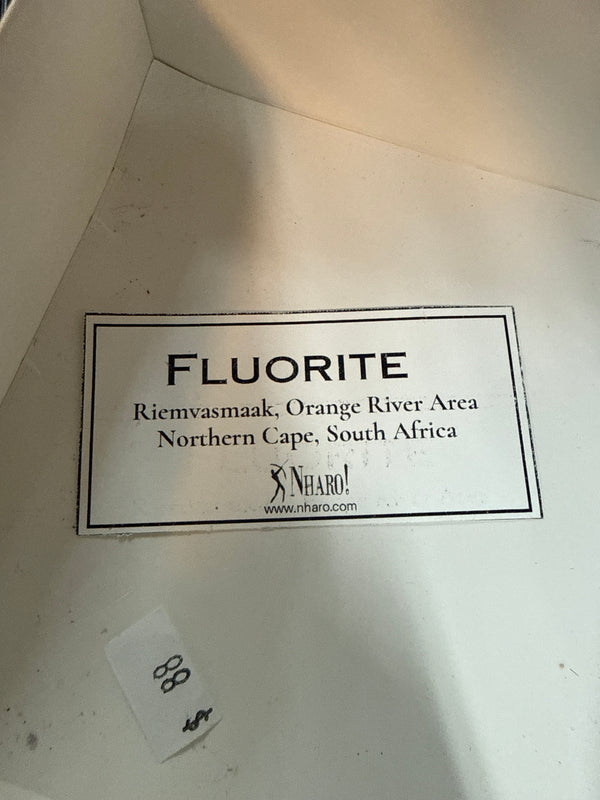 FLUORITE
Riemvasmaak, Orange River Area
Northern Cape, South Africa
NHARO!
www.nharo.com
88